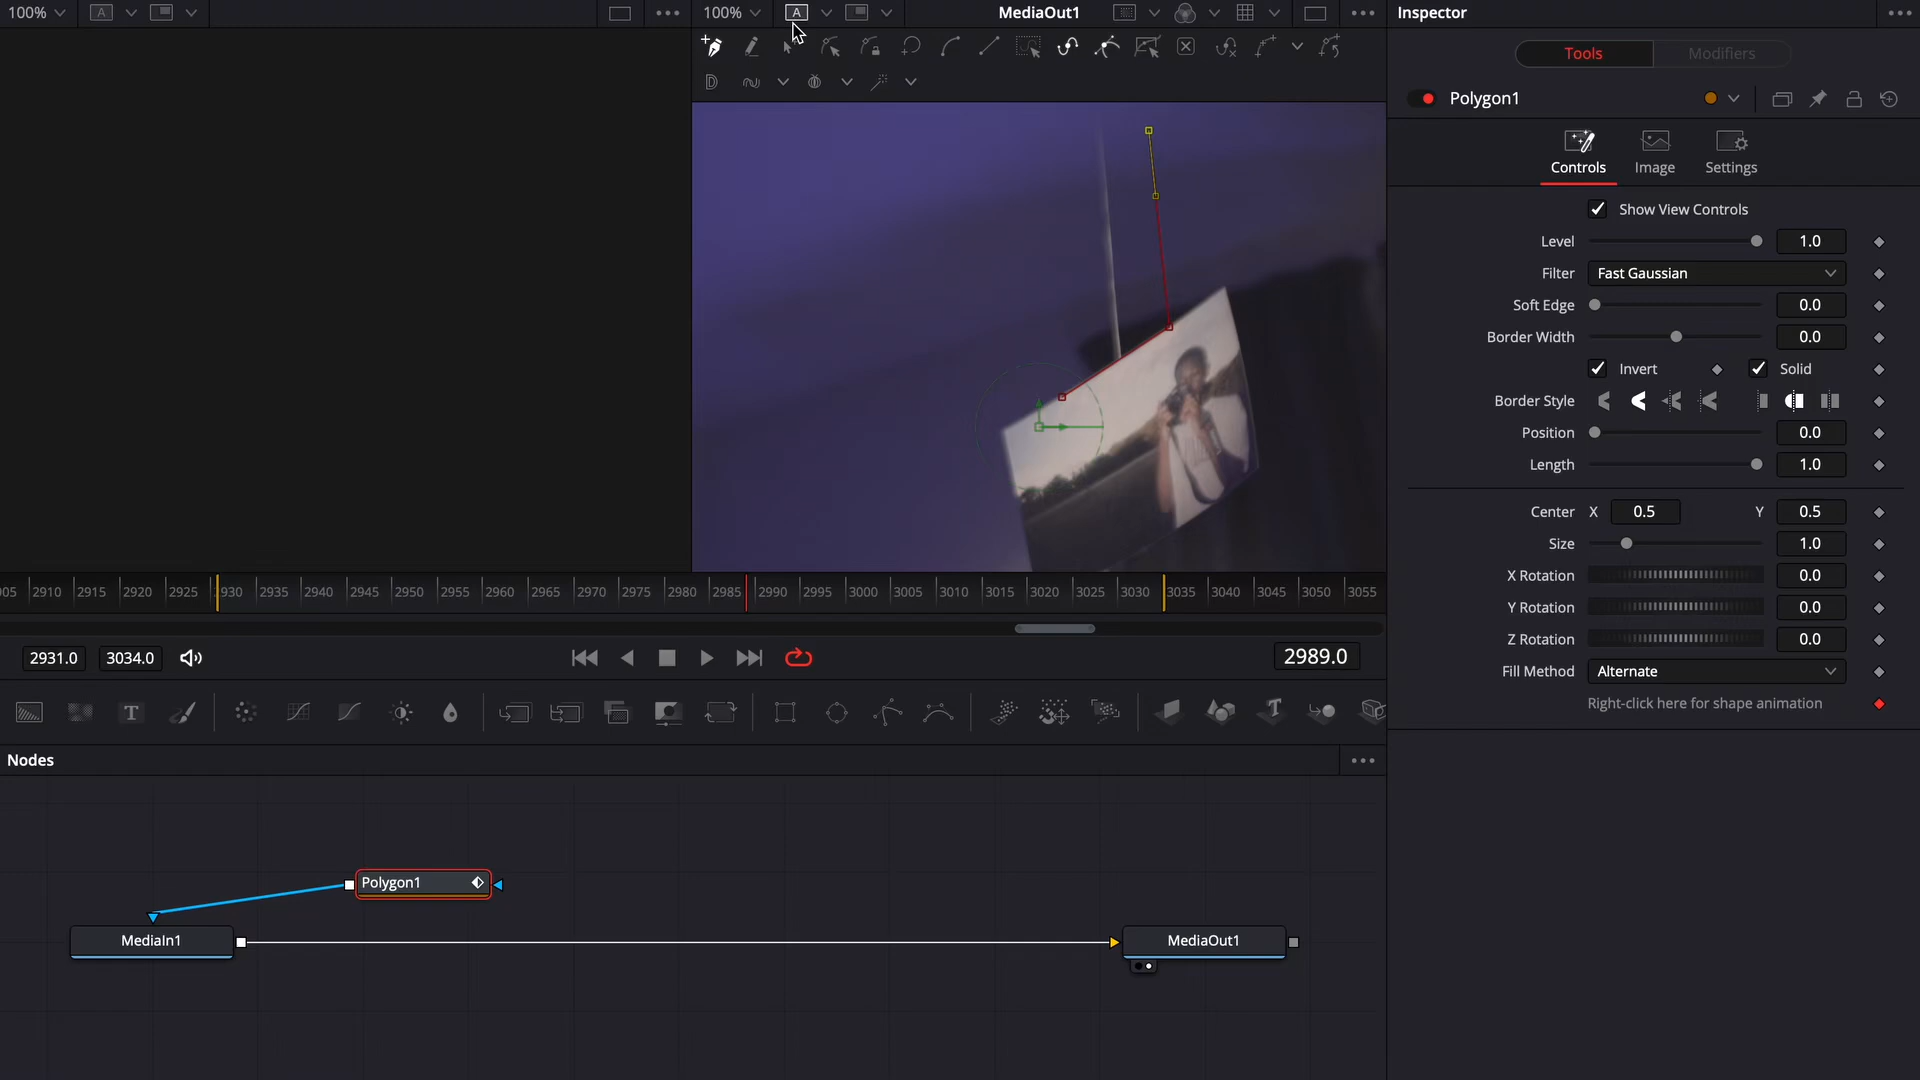 100%
A
100%
A
MediaOut1
Inspector
Tools
Modifiers
Polygon1
D
Controls
Image
Settings
Show View Controls
Level
1.0
Filter
Fast Gaussian
Soft Edge
0.0
Border Width
0.0
Invert
Solid
Border Style
Position
0.0
Length
1.0
Center X 0.5 Y 0.5
Size
1.0
X Rotation
0.0
Y Rotation
0.0
Z Rotation
0.0
Fill Method
Alternate
Right-click here for shape animation
905 2910 2915 2920 2925 2930 2935 2940 2945 2950 2955 2960 2965 2970 2975 2980 2985 2990 2995 3000 3005 3010 3015 3020 3025 3030 3035 3040 3045 3050 3055
2931.0
3034.0
2989.0
T
T
Nodes
Polygon1
MediaIn1
MediaOut1